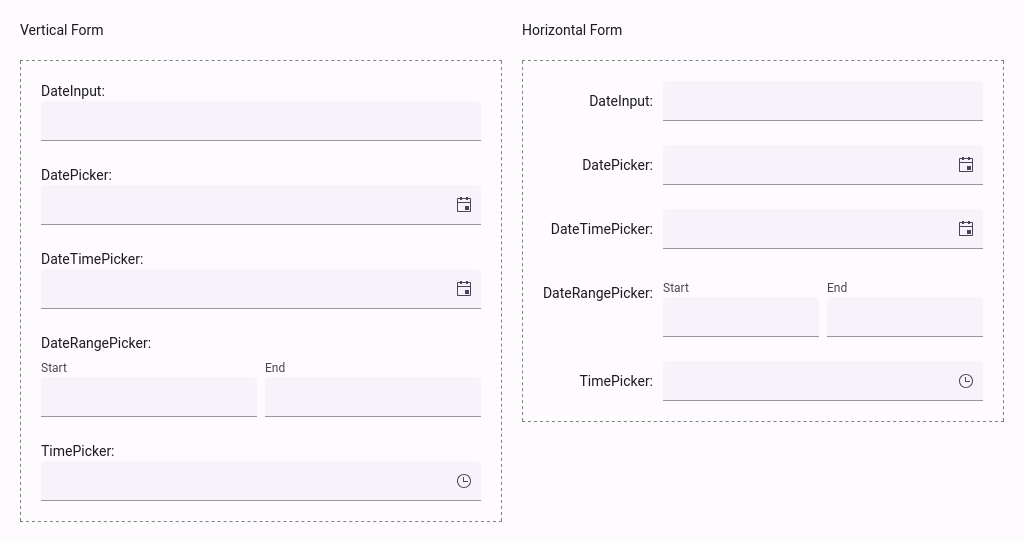 Vertical Form
DateInput:
DatePicker:
DateTimePicker:
DateRangePicker:
Start End
TimePicker:
Horizontal Form
DateInput:
DatePicker:
DateTimePicker:
DateRangePicker: Start End
TimePicker: